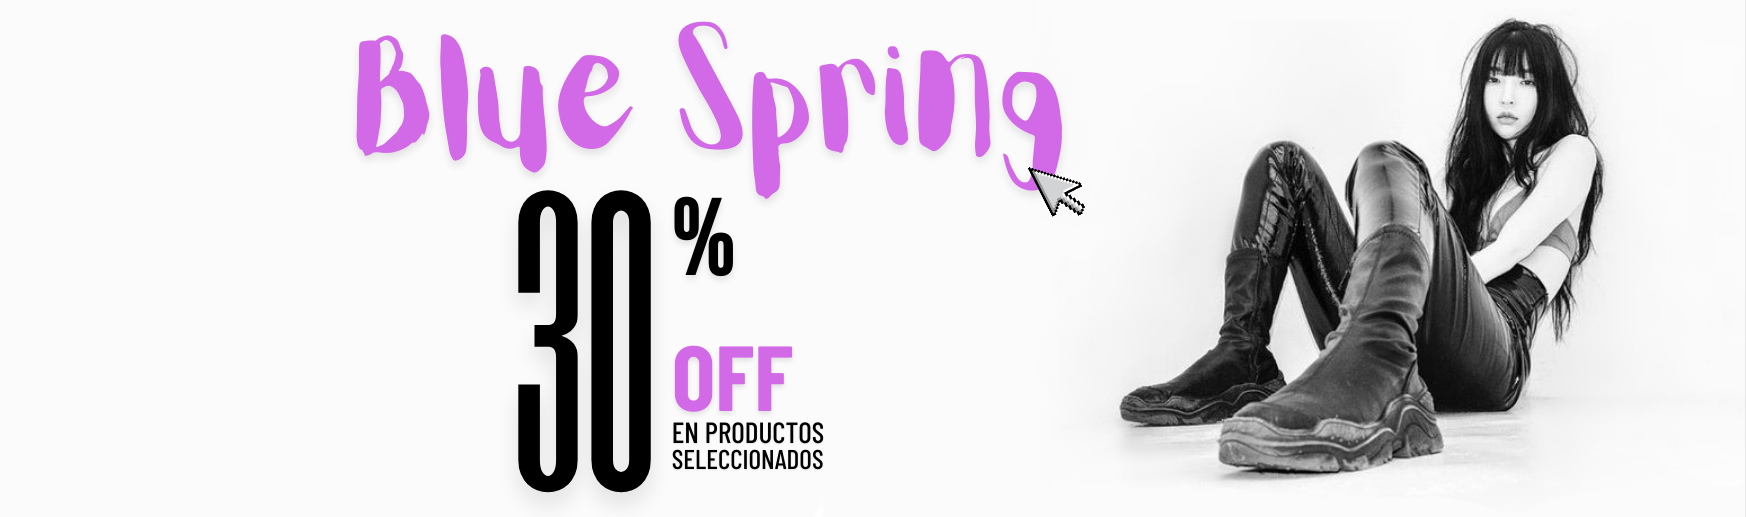 Blue Spring
30%
OFF
EN PRODUCTOS
SELECCIONADOS